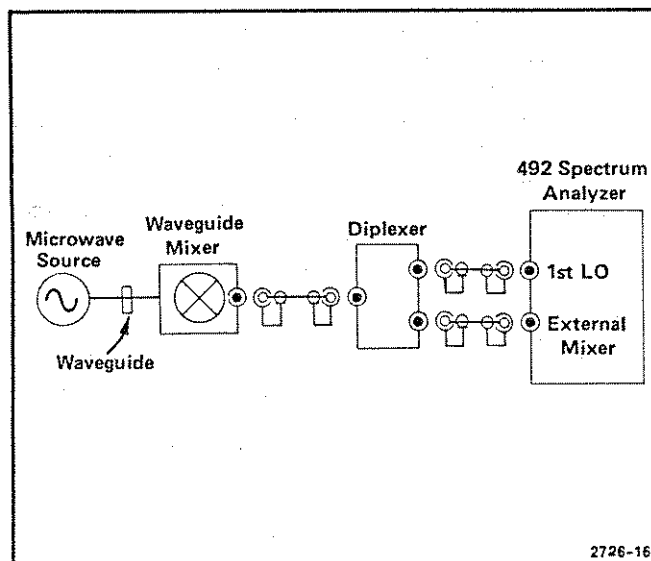 492 Spectrum
Analyzer
Diplexer
Waveguide
Mixer
Microwave
Source
1st LO
External
Mixer
Waveguide
2726-16